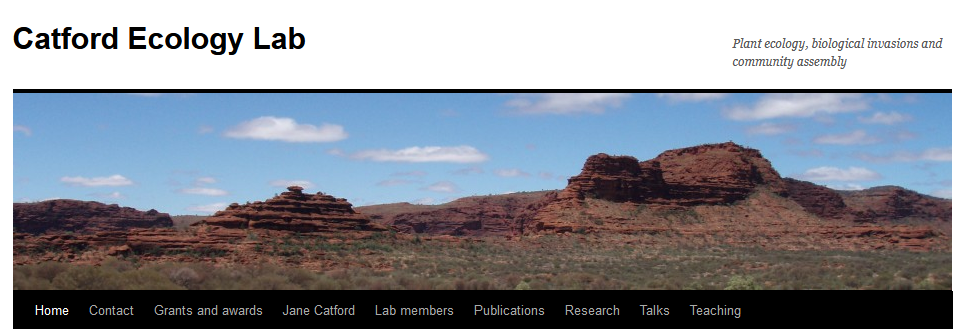 Catford Ecology Lab
Plant ecology, biological invasions and
community assembly
Home Contact Grants and awards Jane Catford Lab members Publications Research Talks Teaching